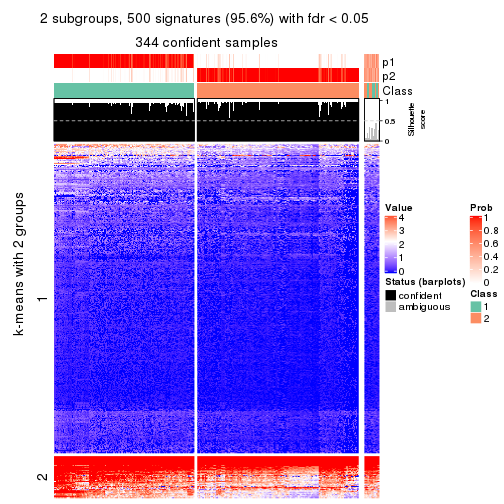 2 subgroups, 500 signatures (95.6%) with fdr < 0.05
344 confident samples
p1
p2
Class
1
0.5
0
Silhouette
score
k-means with 2 groups
1
2
Value
4
3
2
1
0
Status (barplots)
confident
ambiguous
Prob
1
0.8
0.6
0.4
0.2
0
Class
1
2